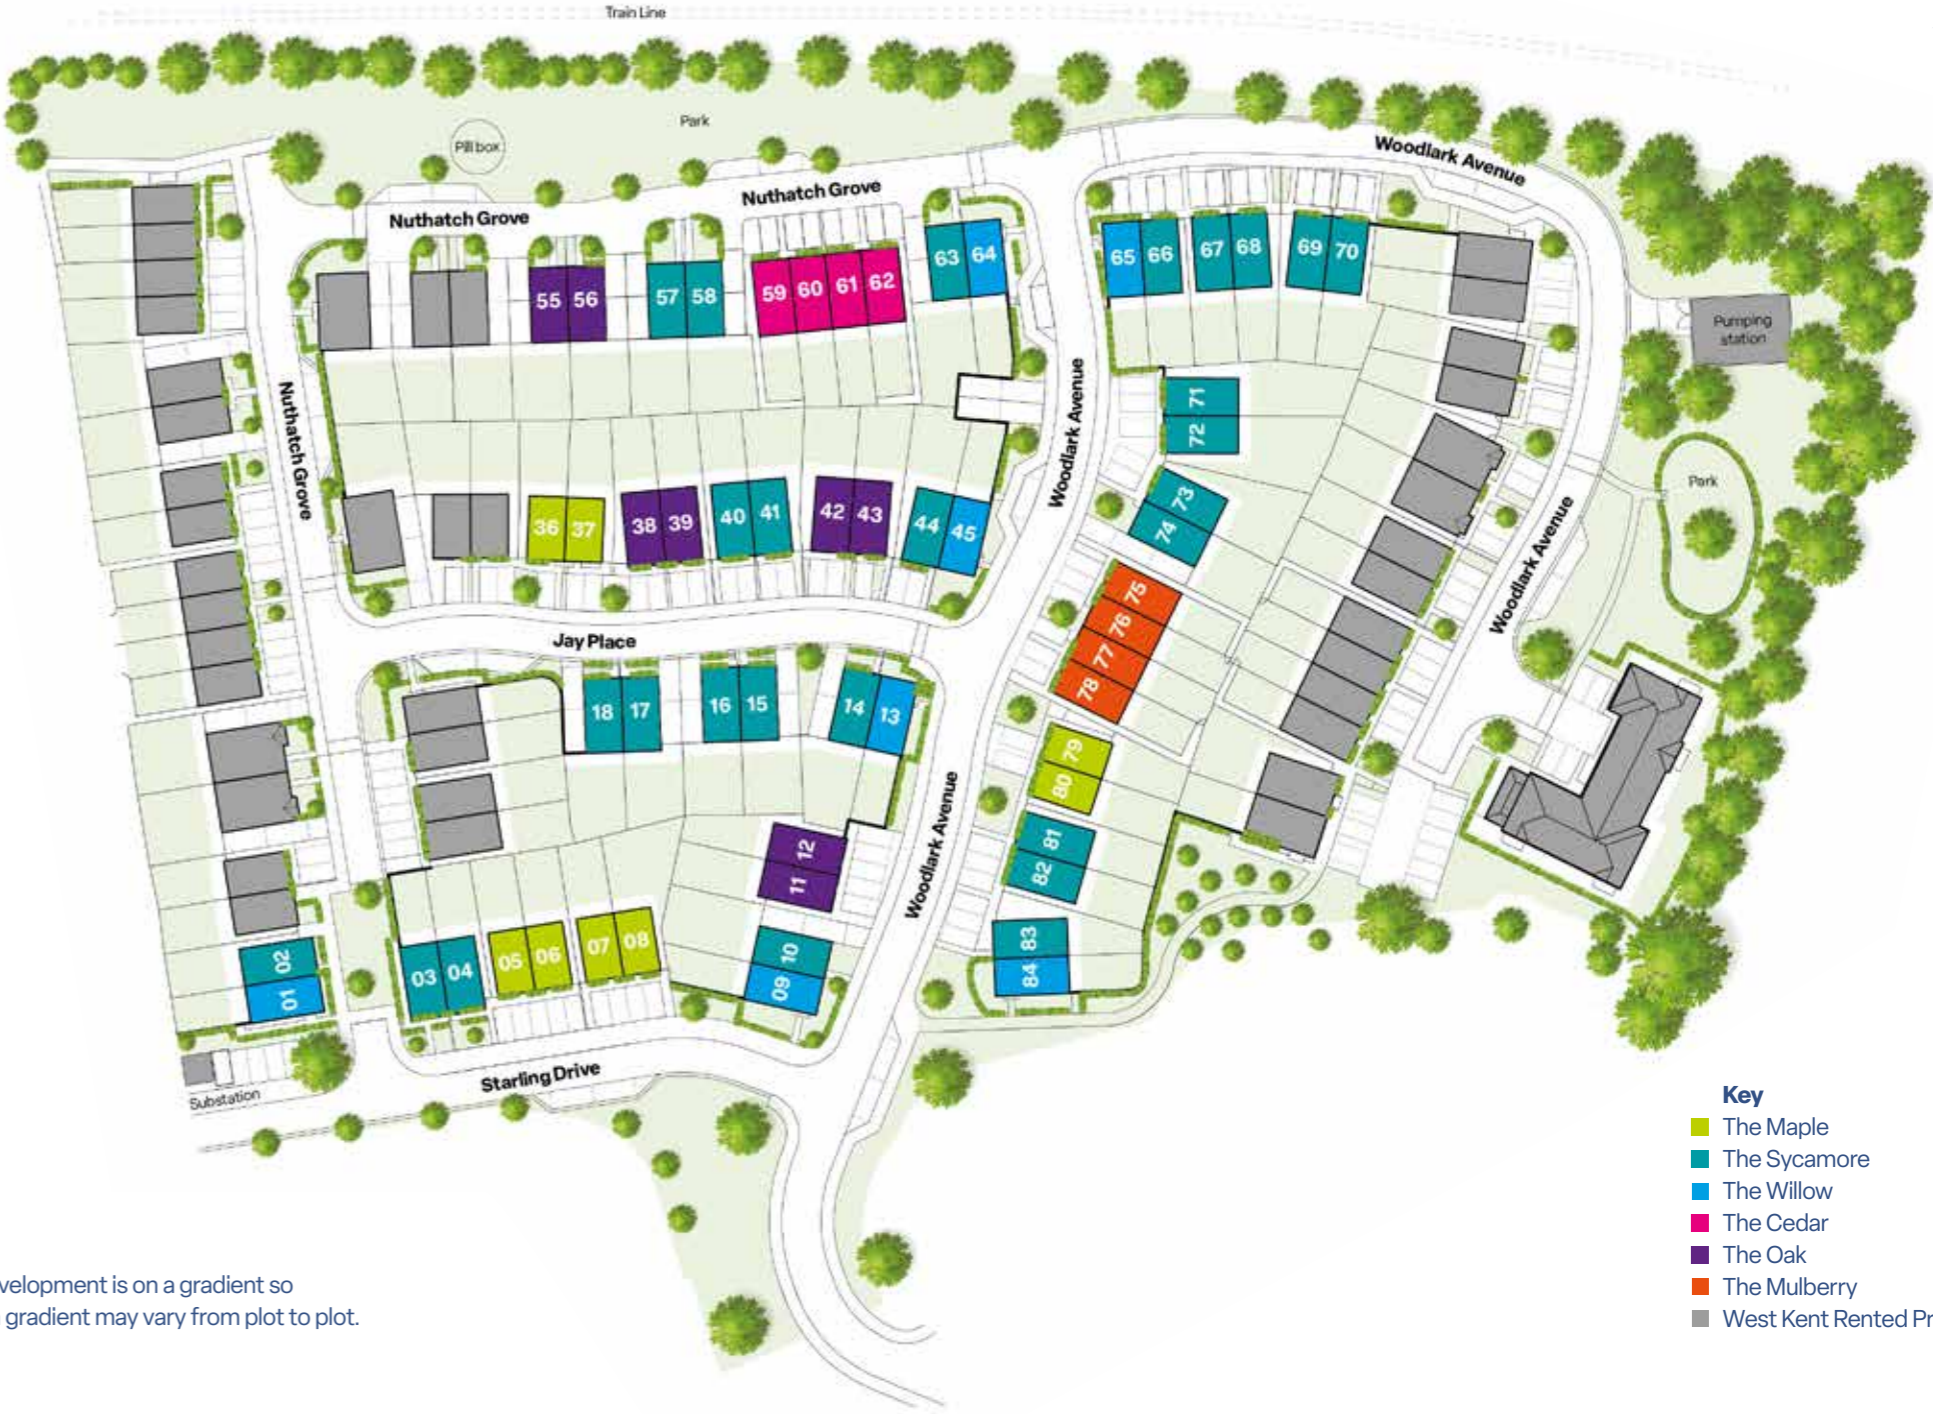 Train Line
Park
Pill box
Woodlark Avenue
Nuthatch Grove
Nuthatch Grove
63 64
65 66 67 68 69 70
55 56 57 58 59 60 61 62
Pumping
station
Nuthatch Grove
Woodlark Avenue
71
72
Park
36 37 38 39 40 41 42 43 44 45
73
74
Woodlark Avenue
75
76
77
78
Jay Place
18 17 16 15 14 13
79
80
Woodlark Avenue
12
11
81
82
02
01
03 04 05 06 07 08
10
09
83
84
Starling Drive
Substation
Key
The Maple
The Sycamore
The Willow
The Cedar
The Oak
The Mulberry
West Kent Rented Pr
velopment is on a gradient so
gradient may vary from plot to plot.